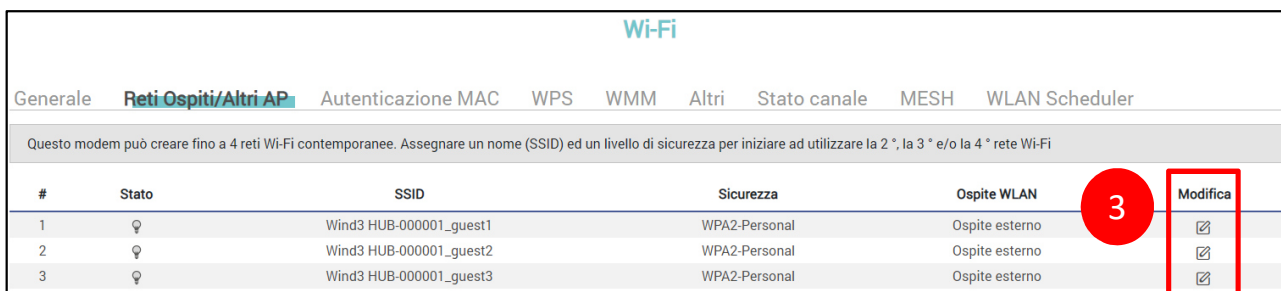 Wi-Fi
Generale Reti Ospiti/Altri AP Autenticazione MAC WPS WMM Altri Stato canale MESH WLAN Scheduler
Questo modem può creare fino a 4 reti Wi-Fi contemporanee. Assegnare un nome (SSID) ed un livello di sicurezza per iniziare ad utilizzare la 2 °, la 3 ° e/o la 4 ° rete Wi-Fi
# Stato SSID Sicurezza Ospite WLAN 3 Modifica
1 Wind3 HUB-000001_guest1 WPA2-Personal Ospite esterno
2 Wind3 HUB-000001_guest2 WPA2-Personal Ospite esterno
3 Wind3 HUB-000001_guest3 WPA2-Personal Ospite esterno